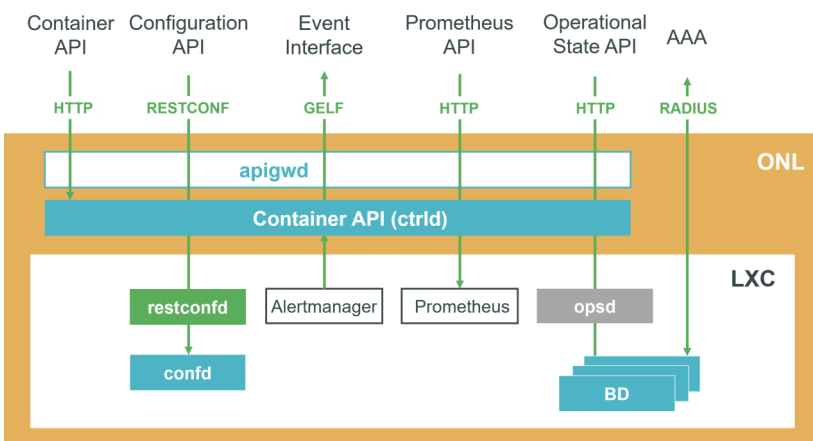 Container
API
Configuration
API
Event
Interface
Prometheus
API
Operational
State API
AAA
HTTP
RESTCONF
GELF
HTTP
HTTP
RADIUS
ONL
apigwd
Container API (ctrld)
LXC
restconfd
Alertmanager
Prometheus
opsd
confd
BD